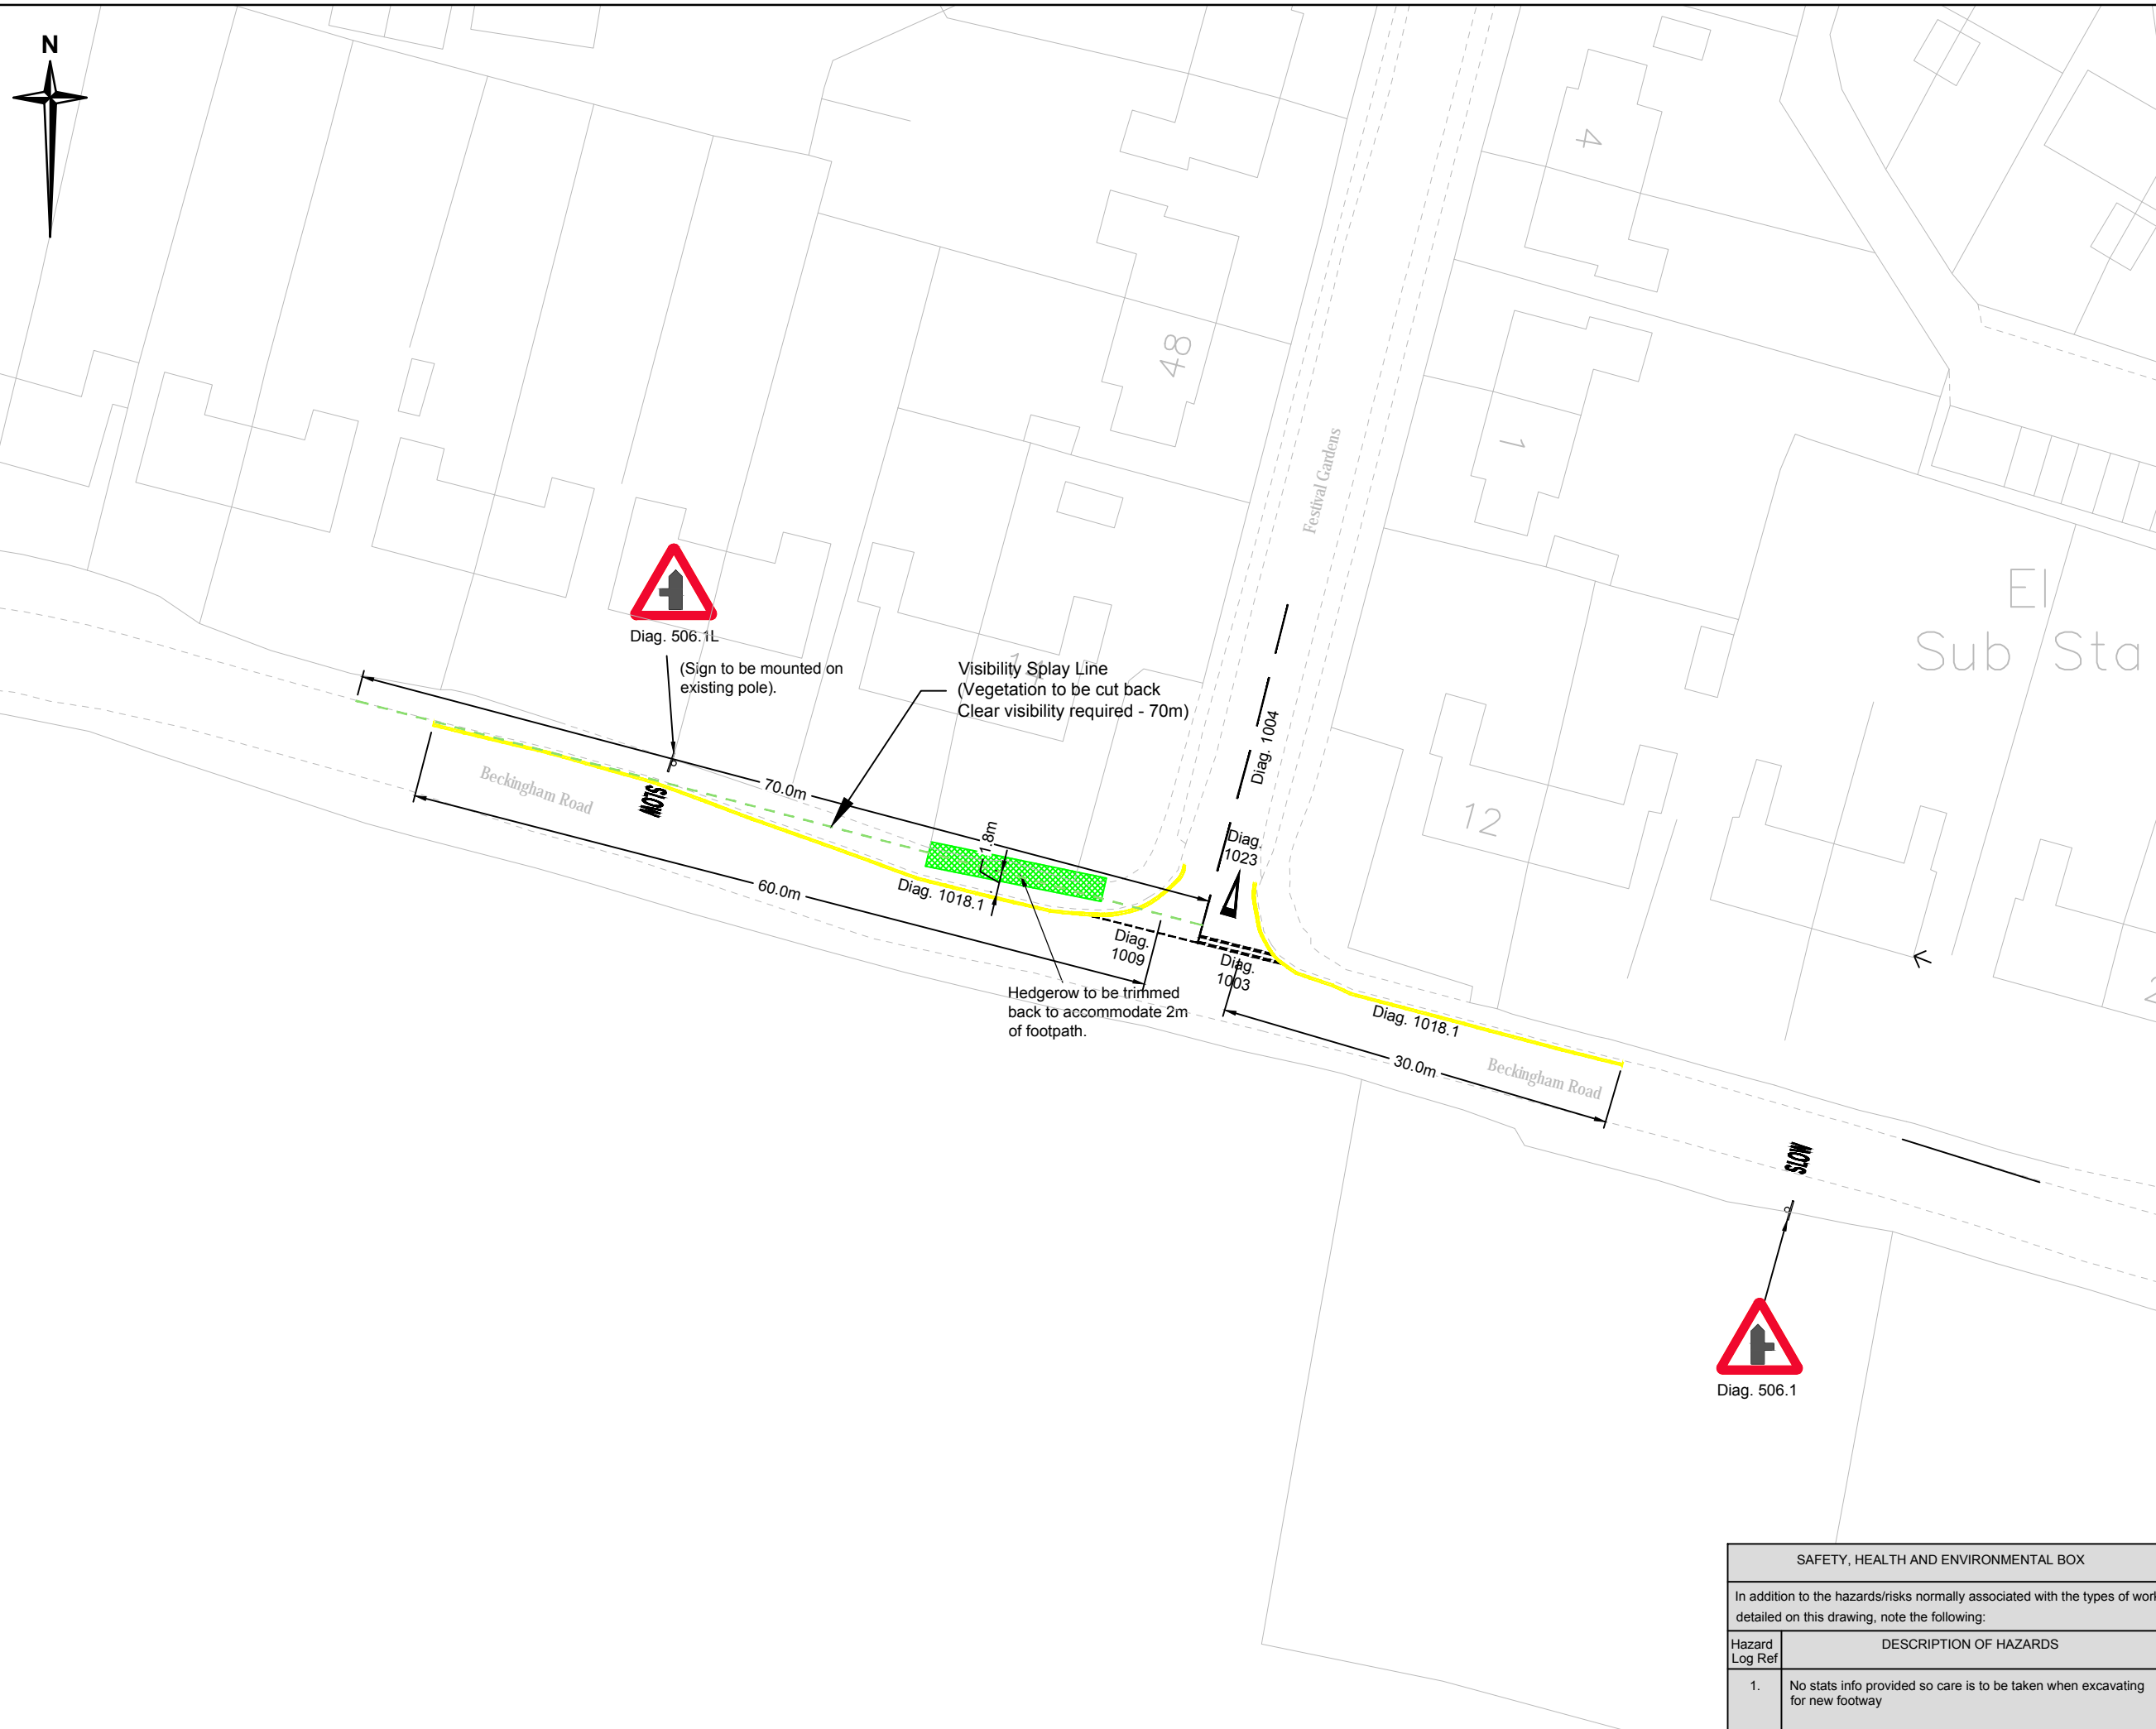 N
4
48
Festival Gardens
1
El
Sub Sta
Diag. 506.1L
(Sign to be mounted on
existing pole).
14
Visibility Splay Line
(Vegetation to be cut back
Clear visibility required - 70m)
Diag. 1004
Beckingham Road
SLOW
70.0m
1.8m
Diag.
1023
12
60.0m
Diag. 1018.1
Diag.
1009
Diag.
1003
Hedgerow to be trimmed
back to accommodate 2m
of footpath.
Diag. 1018.1
30.0m
Beckingham Road
2
SLOW
Diag. 506.1
SAFETY, HEALTH AND ENVIRONMENTAL BOX
In addition to the hazards/risks normally associated with the types of work
detailed on this drawing, note the following:
Hazard
Log Ref
DESCRIPTION OF HAZARDS
1.
No stats info provided so care is to be taken when excavating
for new footway